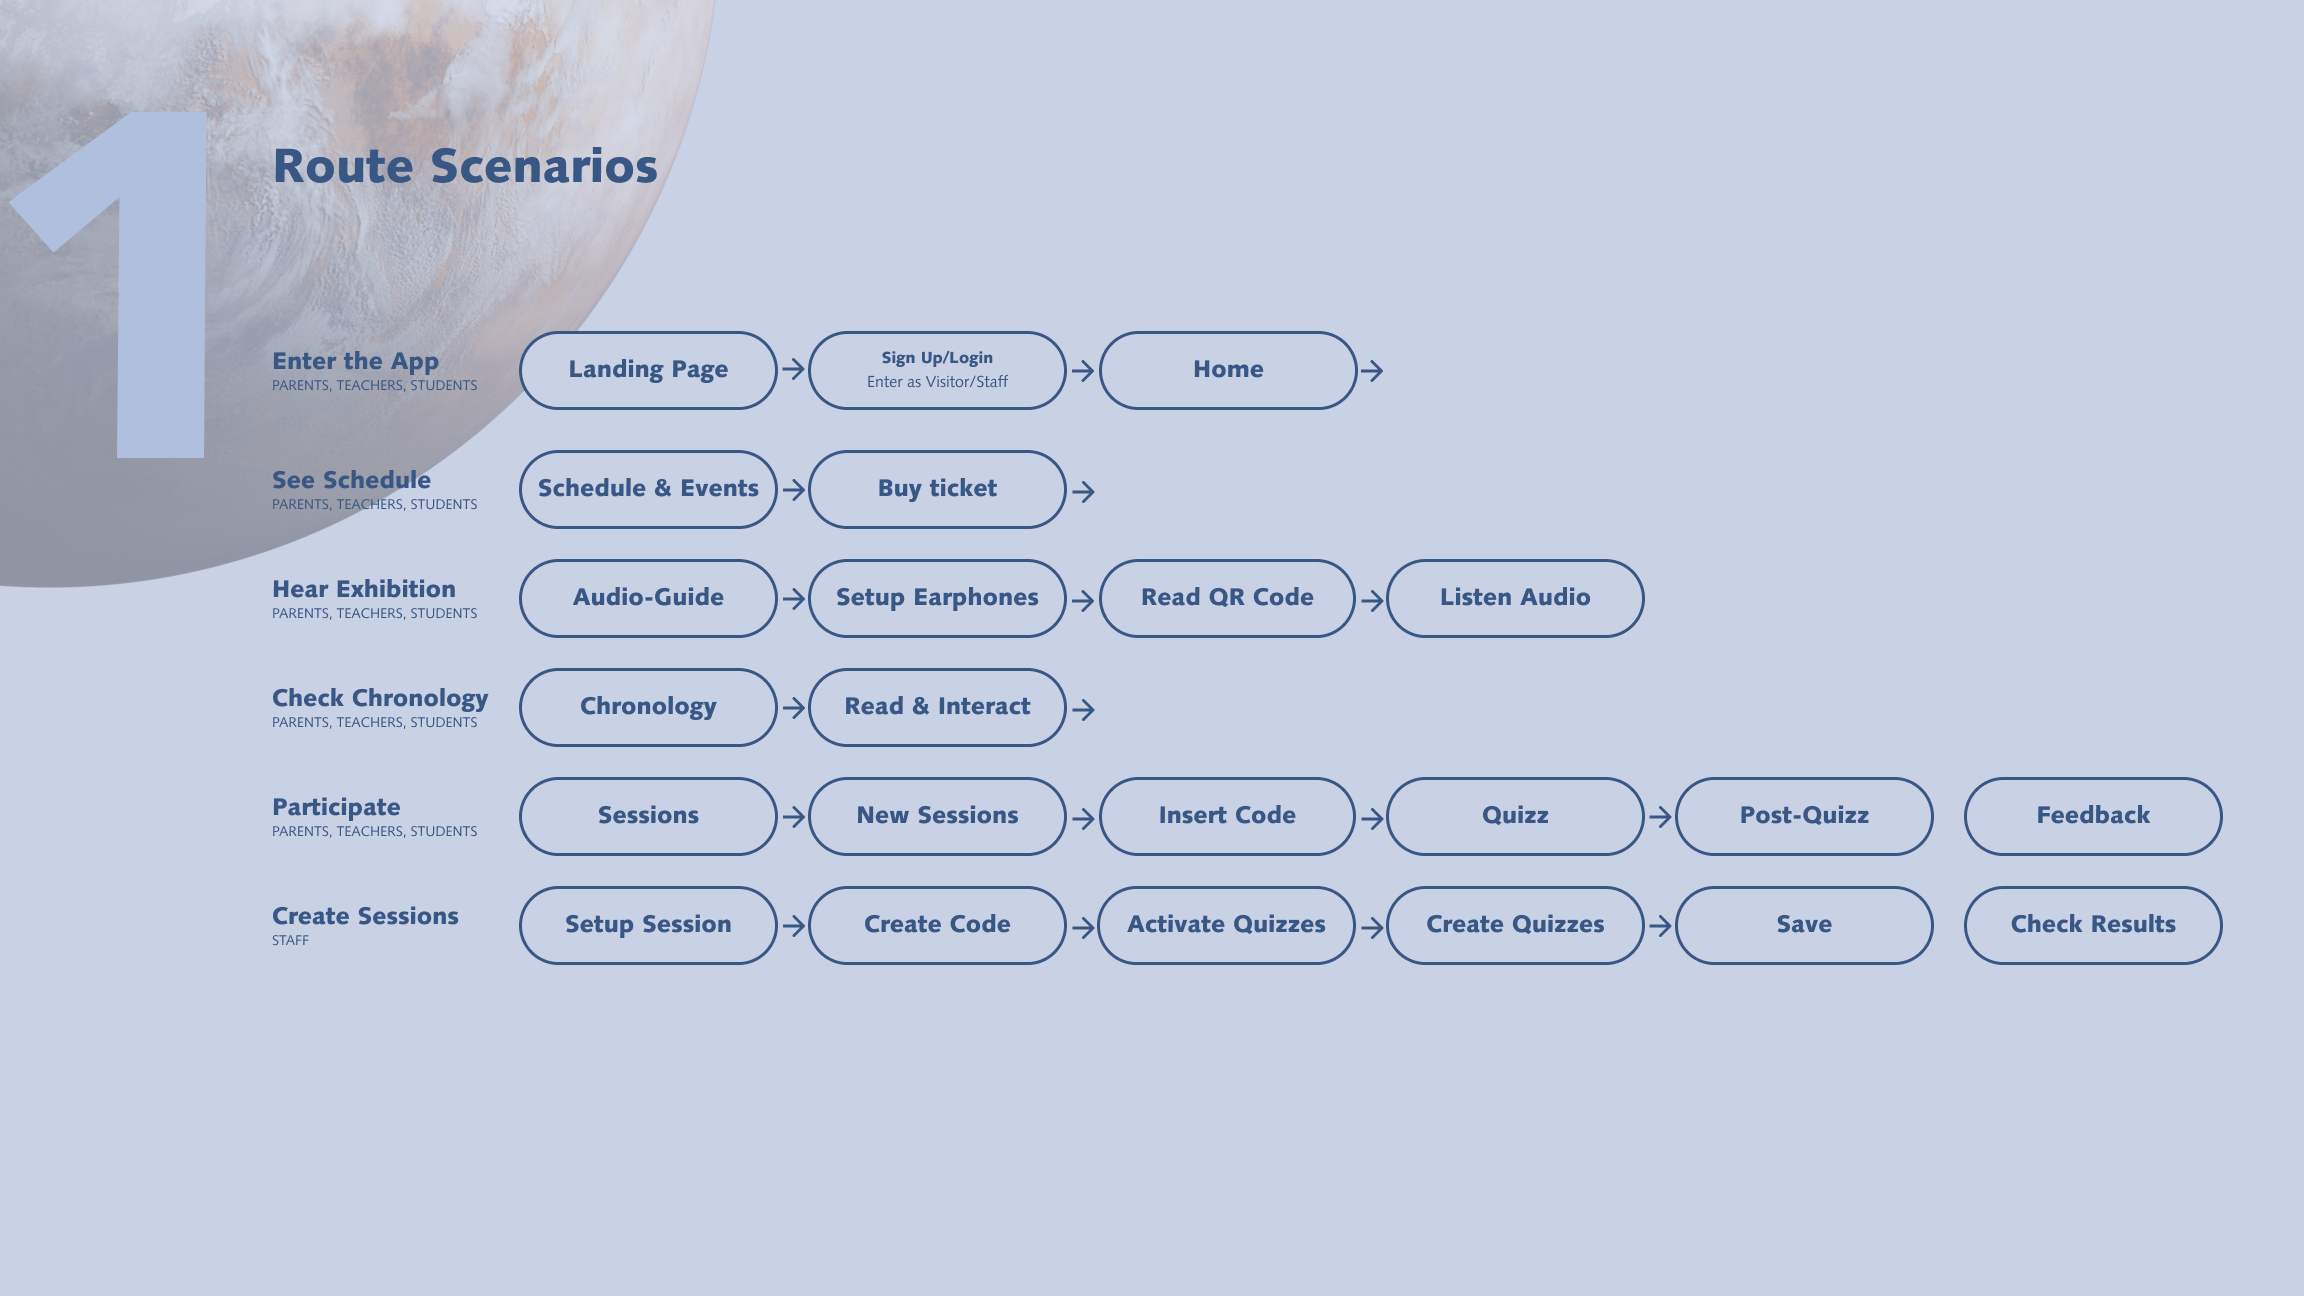 1
Route Scenarios
Enter the App
PARENTS, TEACHERS, STUDENTS
Landing Page
Sign Up/Login
Enter as Visitor/Staff
Home
See Schedule
PARENTS, TEACHERS, STUDENTS
Schedule & Events
Buy ticket
Hear Exhibition
PARENTS, TEACHERS, STUDENTS
Audio-Guide
Setup Earphones
Read QR Code
Listen Audio
Check Chronology
PARENTS, TEACHERS, STUDENTS
Chronology
Read & Interact
Participate
PARENTS, TEACHERS, STUDENTS
Sessions
New Sessions
Insert Code
Quizz
Post-Quizz
Feedback
Create Sessions
STAFF
Setup Session
Create Code
Activate Quizzes
Create Quizzes
Save
Check Results